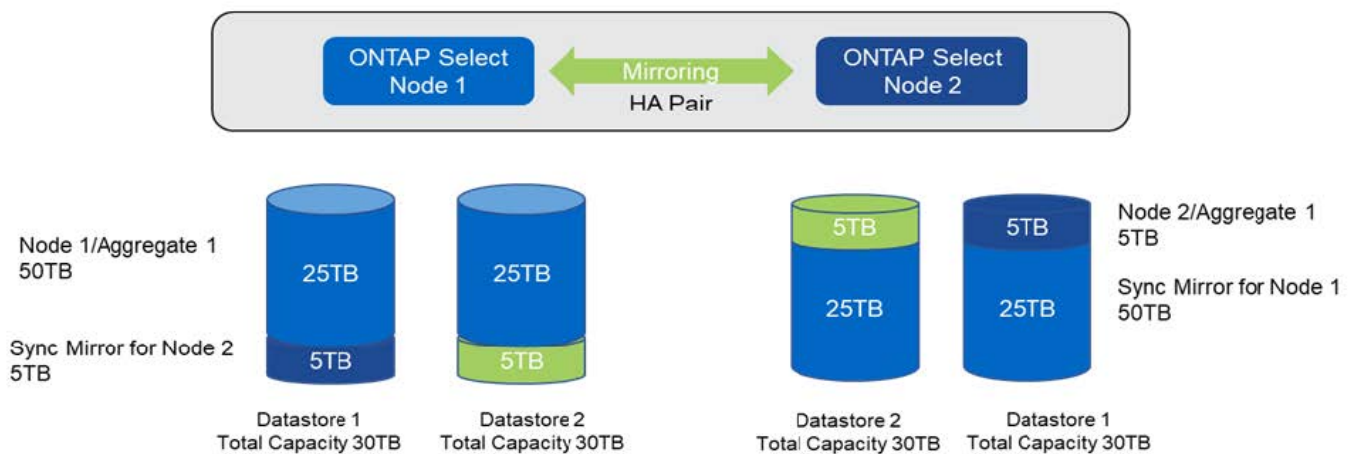 ONTAP Select
Node 1
Mirroring
HA Pair
ONTAP Select
Node 2
Node 1/Aggregate 1
50TB
25TB
25TB
Sync Mirror for Node 2
5TB
5TB
5TB
Datastore 1
Total Capacity 30TB
Datastore 2
Total Capacity 30TB
5TB
5TB
Node 2/Aggregate 1
5TB
25TB
25TB
Sync Mirror for Node 1
50TB
Datastore 2
Total Capacity 30TB
Datastore 1
Total Capacity 30TB